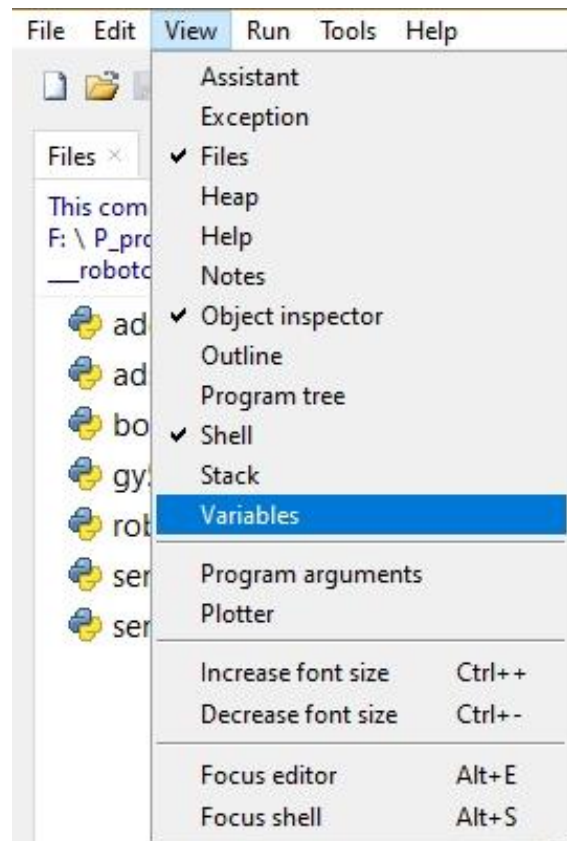 File Edit View Run Tools Help
Files ×
This com
F: \ P_pro
___robotc
ad
ad
bo
gy
rob
ser
ser
Assistant
Exception
✓ Files
Heap
Help
Notes
✓ Object inspector
Outline
Program tree
✓ Shell
Stack
Variables
Program arguments
Plotter
Increase font size Ctrl++
Decrease font size Ctrl+-
Focus editor Alt+E
Focus shell Alt+S